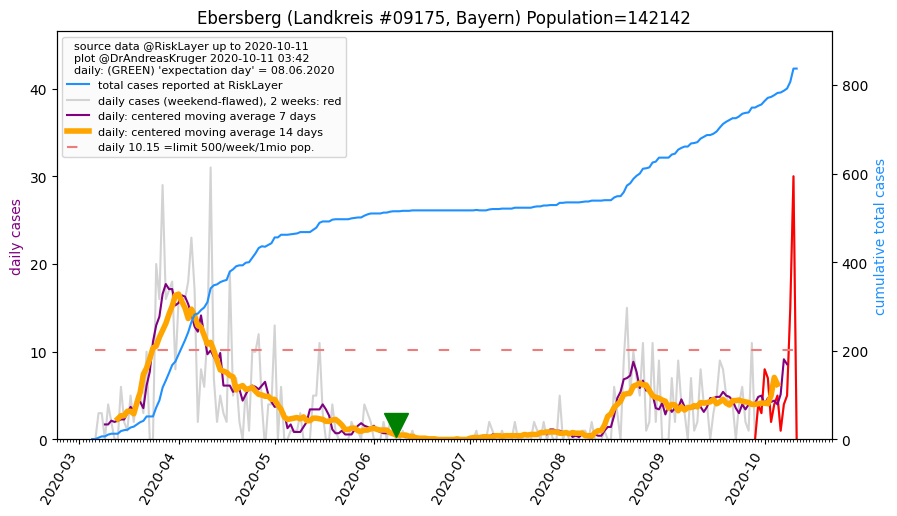 Ebersberg (Landkreis #09175, Bayern) Population=142142
source data @RiskLayer up to 2020-10-11
plot @DrAndreasKruger 2020-10-11 03:42
daily: (GREEN) 'expectation day' = 08.06.2020
total cases reported at RiskLayer
daily cases (weekend-flawed), 2 weeks: red
daily: centered moving average 7 days
daily: centered moving average 14 days
daily 10.15 =limit 500/week/1mio pop.
daily cases
40
30
20
10
0
cumulative total cases
800
600
400
200
0
2020-03
2020-04
2020-05
2020-06
2020-07
2020-08
2020-09
2020-10